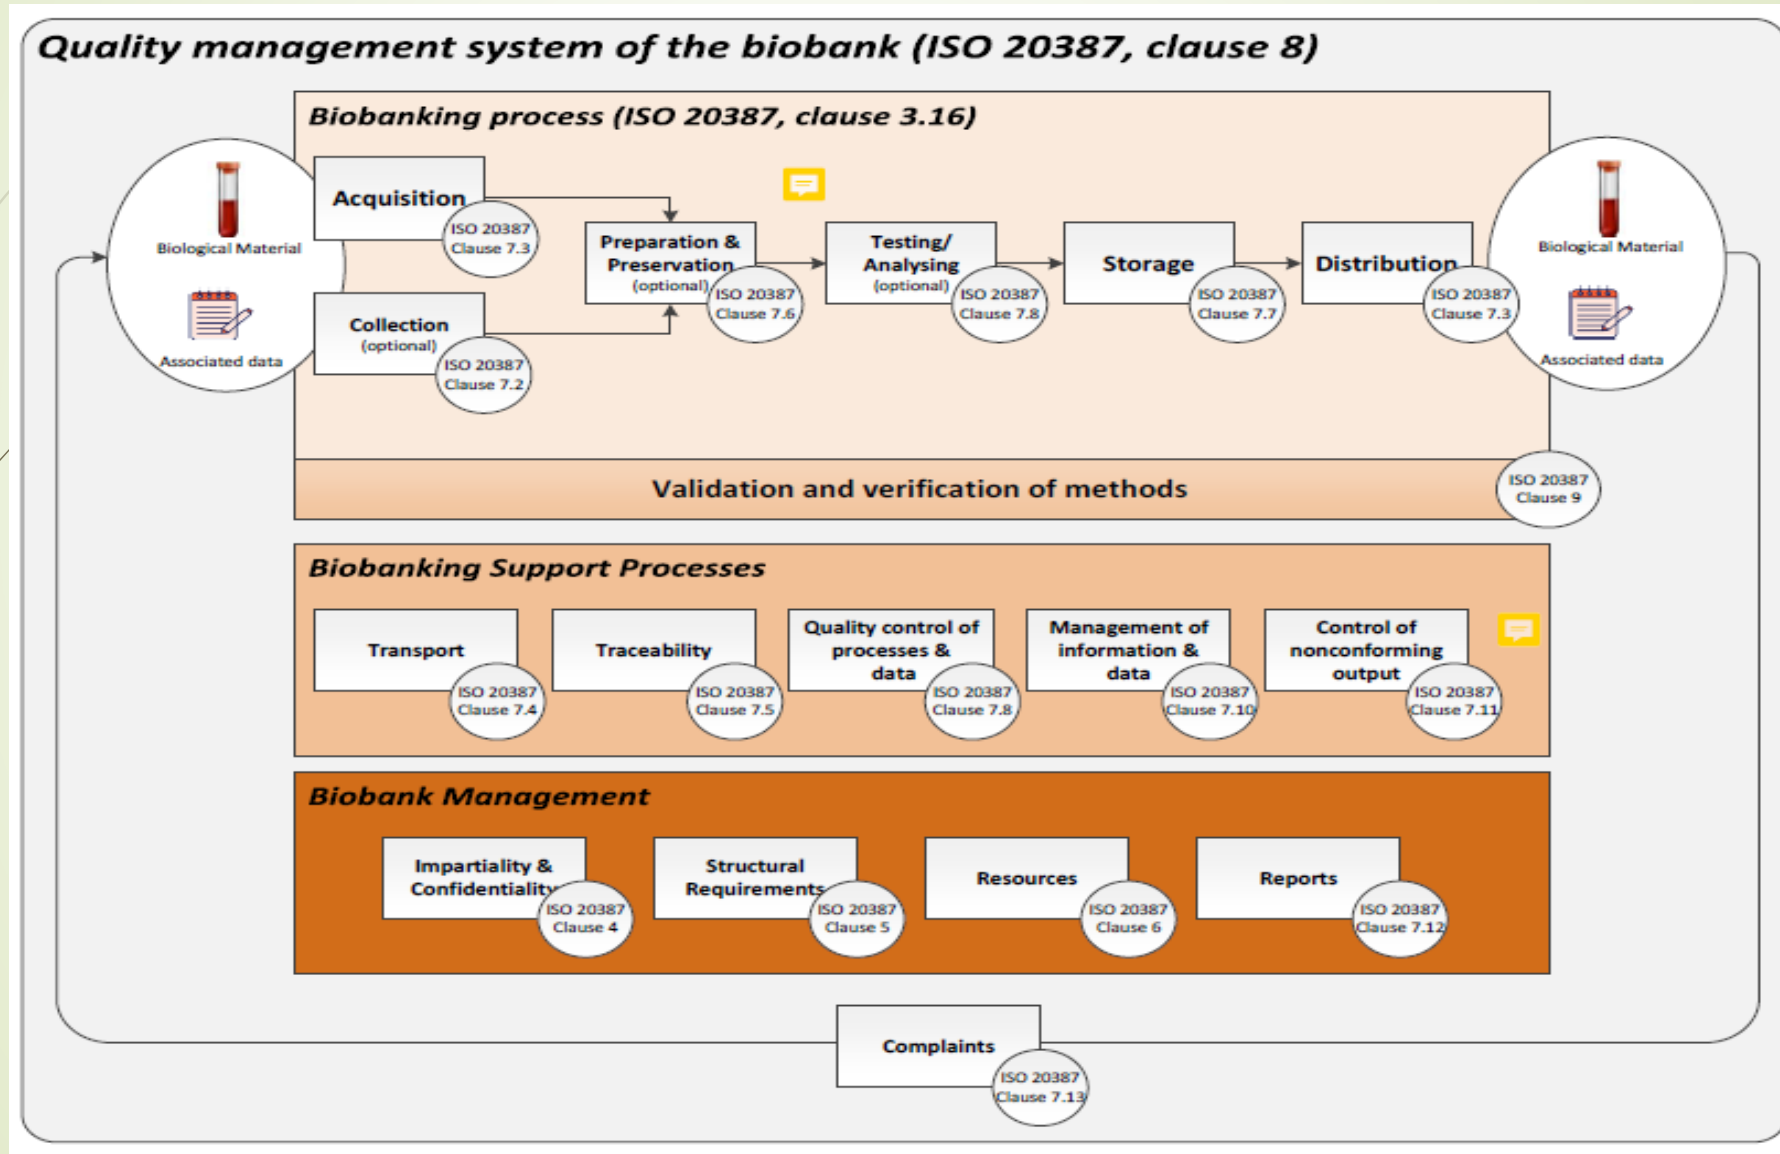 Quality management system of the biobank (ISO 20387, clause 8)
Biobanking process (ISO 20387, clause 3.16)
Biological Material
Associated data
Acquisition
ISO 20387
Clause 7.3
Collection
(optional)
ISO 20387
Clause 7.2
Preparation &
Preservation
(optional)
ISO 20387
Clause 7.6
Testing/
Analysing
(optional)
ISO 20387
Clause 7.8
Storage
ISO 20387
Clause 7.7
Distribution
ISO 20387
Clause 7.3
Biological Material
Associated data
Validation and verification of methods
ISO 20387
Clause 9
Biobanking Support Processes
Transport
ISO 20387
Clause 7.4
Traceability
ISO 20387
Clause 7.5
Quality control of
processes &
data
ISO 20387
Clause 7.8
Management of
information &
data
ISO 20387
Clause 7.10
Control of
nonconforming
output
ISO 20387
Clause 7.11
Biobank Management
Impartiality &
Confidentiality
ISO 20387
Clause 4
Structural
Requirements
ISO 20387
Clause 5
Resources
ISO 20387
Clause 6
Reports
ISO 20387
Clause 7.12
Complaints
ISO 20387
Clause 7.13